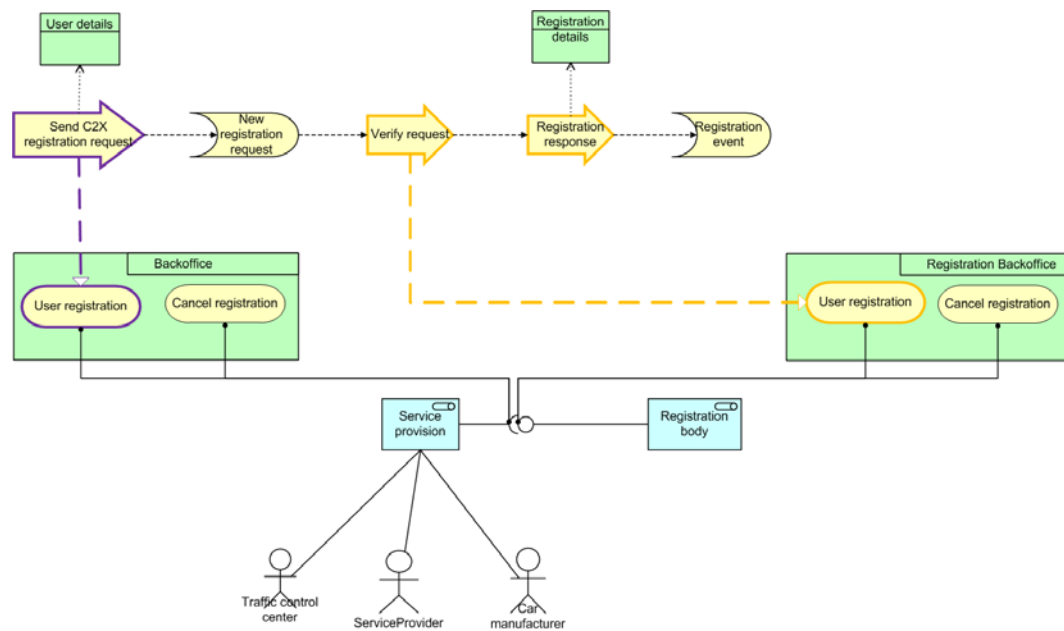 User details
Registration
details
Send C2X
registration request
New
registration
request
Verify request
Registration
response
Registration
event
Backoffice
User registration
Cancel registration
Registration Backoffice
User registration
Cancel registration
Service
provision
Registration
body
Traffic control
center
ServiceProvider
Car
manufacturer